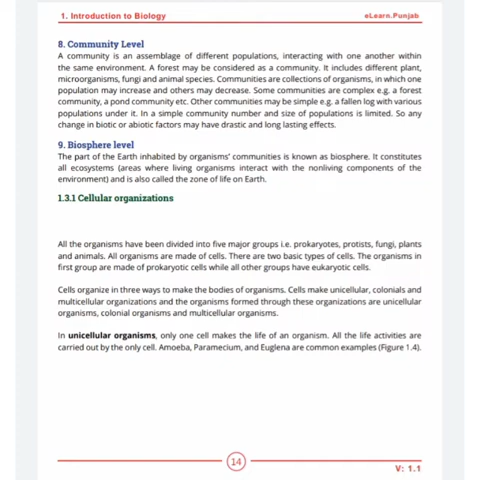 1. Introduction to Biology
eLearn.Punjab
8. Community Level
A community is an assemblage of different populations, interacting with one another within
the same environment. A forest may be considered as a community. It includes different plant,
microorganisms, fungi and animal species. Communities are collections of organisms, in which one
population may increase and others may decrease. Some communities are complex e.g. a forest
community, a pond community etc. Other communities may be simple e.g. a fallen log with various
populations under it. In a simple community number and size of populations is limited. So any
change in biotic or abiotic factors may have drastic and long lasting effects.
9. Biosphere level
The part of the Earth inhabited by organisms' communities is known as biosphere. It constitutes
all ecosystems (areas where living organisms interact with the nonliving components of the
environment) and is also called the zone of life on Earth.
1.3.1 Cellular organizations
All the organisms have been divided into five major groups i.e. prokaryotes, protists, fungi, plants
and animals. All organisms are made of cells. There are two basic types of cells. The organisms in
first group are made of prokaryotic cells while all other groups have eukaryotic cells.
Cells organize in three ways to make the bodies of organisms. Cells make unicellular, colonials and
multicellular organizations and the organisms formed through these organizations are unicellular
organisms, colonial organisms and multicellular organisms.
In unicellular organisms, only one cell makes the life of an organism. All the life activities are
carried out by the only cell. Amoeba, Paramecium, and Euglena are common examples (Figure 1.4).
14
V: 1.1